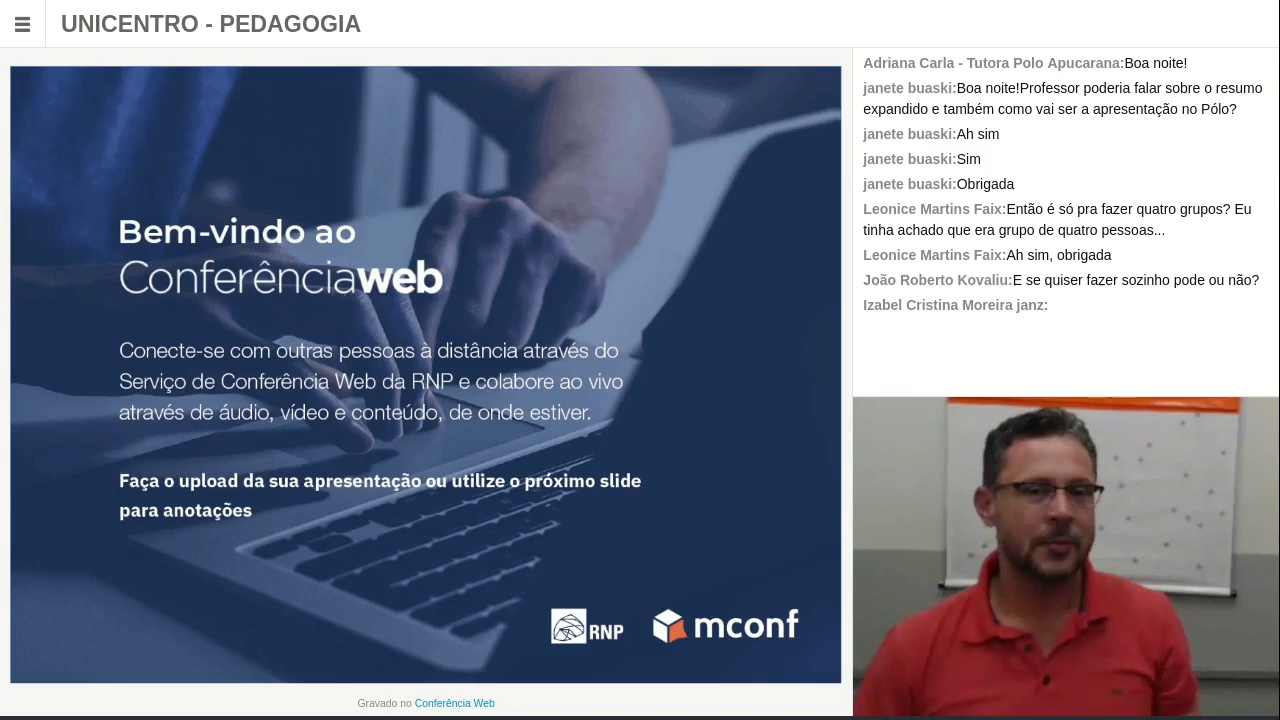 UNICENTRO - PEDAGOGIA
Bem-vindo ao
Conferênciaweb
Conecte-se com outras pessoas à distância através do
Serviço de Conferência Web da RNP e colabore ao vivo
através de áudio, vídeo e conteúdo, de onde estiver.
Faça o upload da sua apresentação ou utilize o próximo slide
para anotações
RNP
mconf
Gravado no Conferência Web
Adriana Carla - Tutora Polo Apucarana:Boa noite!
janete buaski:Boa noite!Professor poderia falar sobre o resumo
expandido e também como vai ser a apresentação no Pólo?
janete buaski:Ah sim
janete buaski:Sim
janete buaski:Obrigada
Leonice Martins Faix:Então é só pra fazer quatro grupos? Eu
tinha achado que era grupo de quatro pessoas...
Leonice Martins Faix:Ah sim, obrigada
João Roberto Kovaliu:E se quiser fazer sozinho pode ou não?
Izabel Cristina Moreira janz: